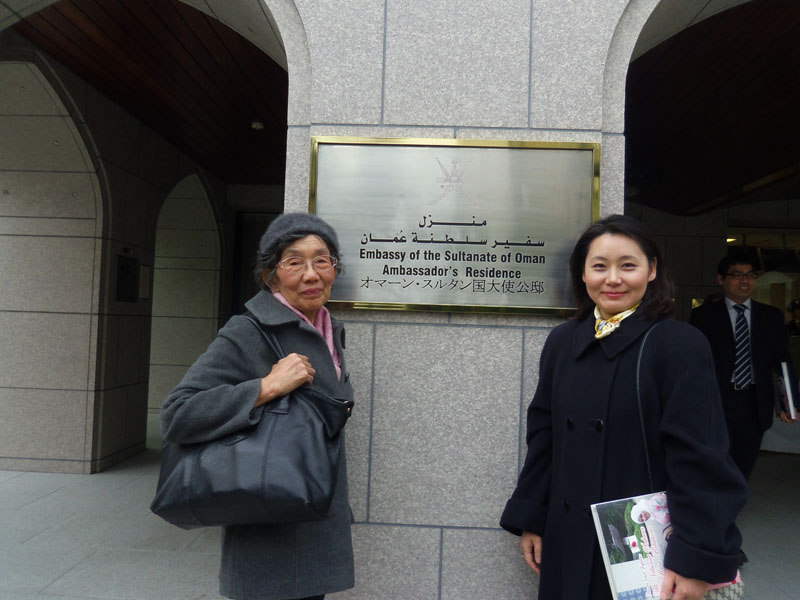 منزل
سفير سلطنة عُمان
Embassy of the Sultanate of Oman
Ambassador's Residence
オマーン・スルタン国大使公邸